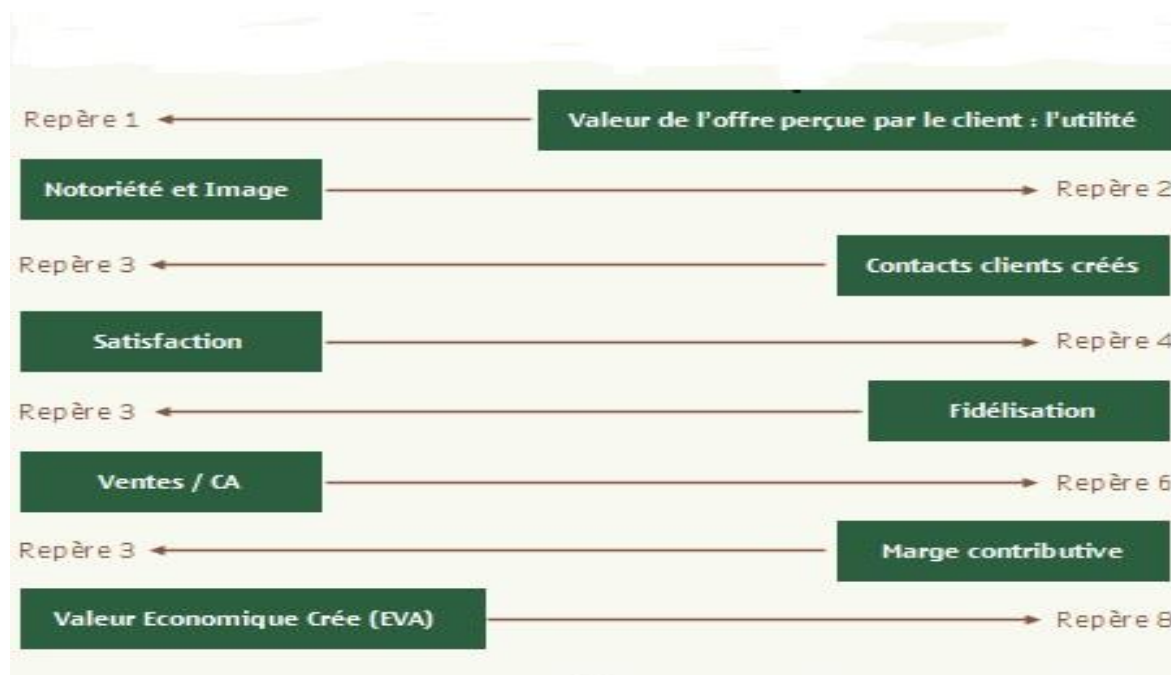 Repère 1 Valeur de l'offre perçue par le client : l'utilité
Notoriété et Image Repère 2
Repère 3 Contacts clients créés
Satisfaction Repère 4
Repère 3 Fidélisation
Ventes / CA Repère 6
Repère 3 Marge contributive
Valeur Economique Crée (EVA) Repère 8